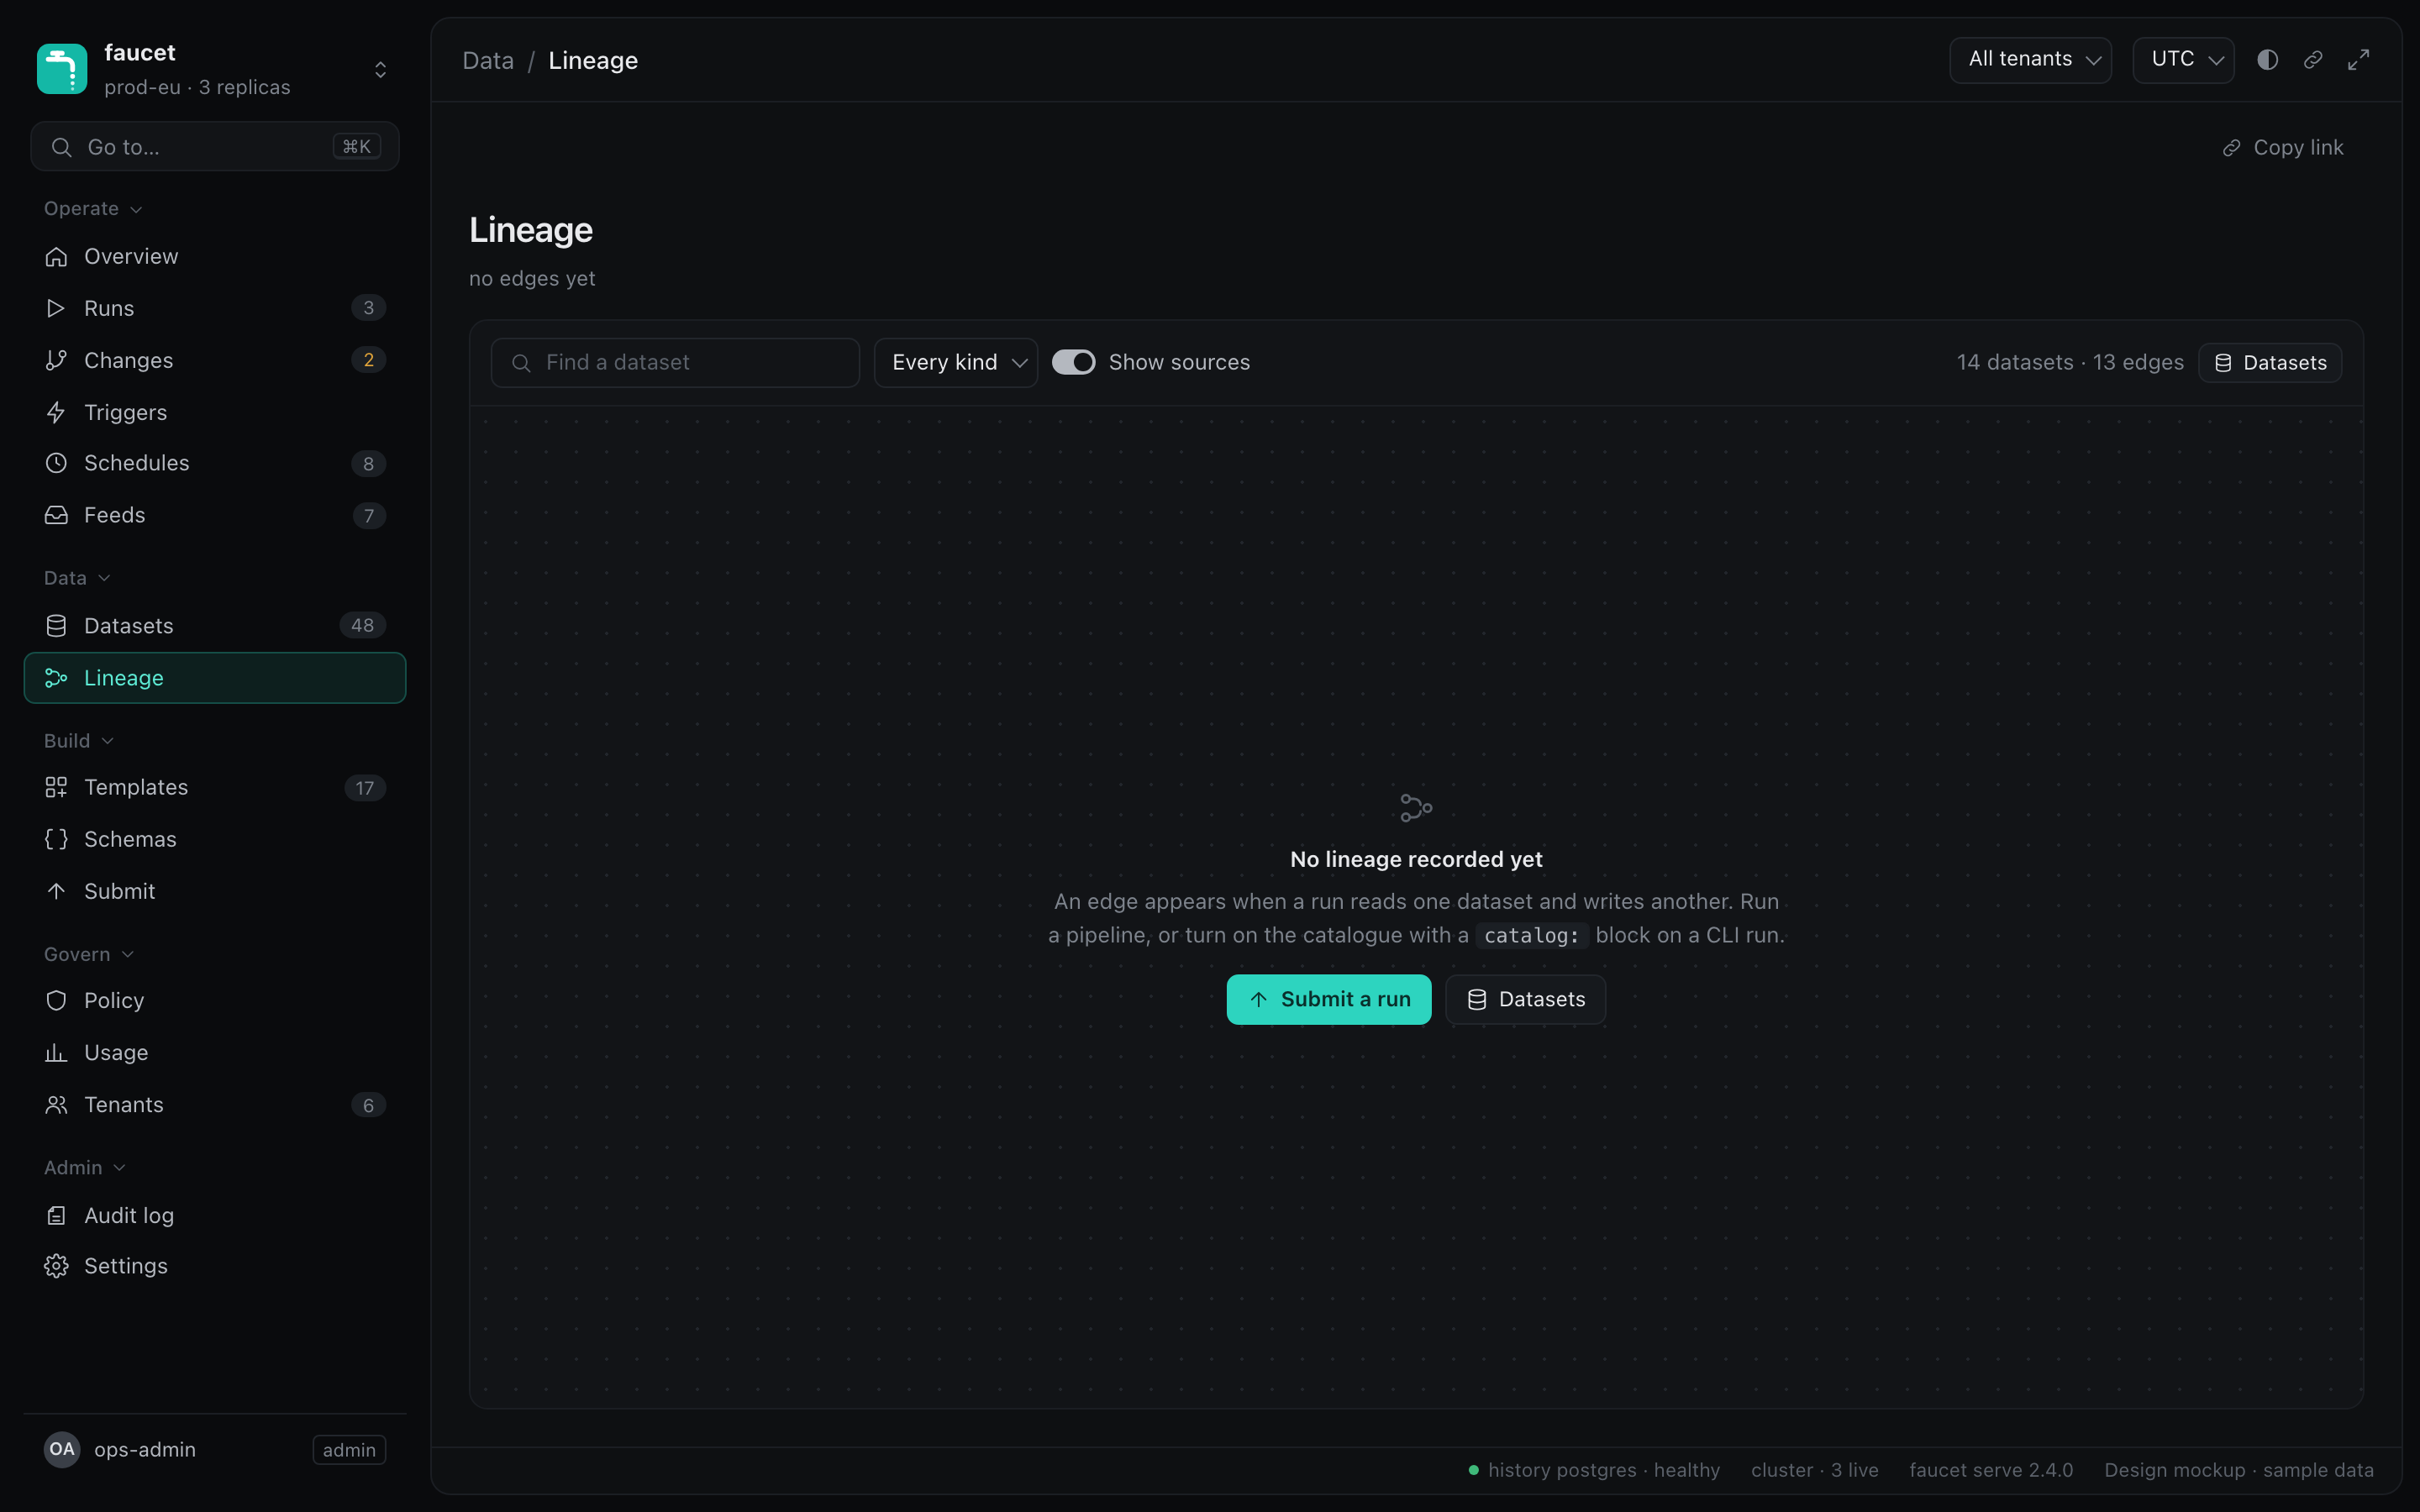 faucet
prod-eu · 3 replicas
Go to...
⌘K
Operate
Overview
Runs
3
Changes
2
Triggers
Schedules
8
Feeds
7
Data
Datasets
48
Lineage
Build
Templates
17
Schemas
Submit
Govern
Policy
Usage
Tenants
6
Admin
Audit log
Settings
OA
ops-admin
admin
Data / Lineage
All tenants
UTC
Copy link
Lineage
no edges yet
Find a dataset
Every kind
Show sources
14 datasets · 13 edges
Datasets
No lineage recorded yet
An edge appears when a run reads one dataset and writes another. Run
a pipeline, or turn on the catalogue with a catalog: block on a CLI run.
Submit a run
Datasets
history postgres · healthy
cluster · 3 live
faucet serve 2.4.0
Design mockup · sample data